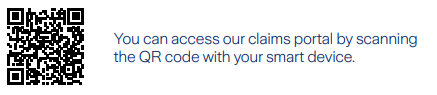 You can access our claims portal by scanning
the QR code with your smart device.